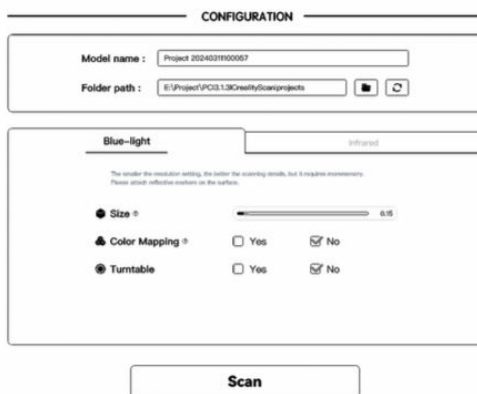 CONFIGURATION
Model name : Project 20240311100057
Folder path : E:\Project\PCI3.1.3\CrealityScan\projects
Blue-light Infrared
The smaller the resolution setting, the better the scanning details, but it requires
Please attach reflective markers on the surface.
Size 0.15
Color Mapping Yes No
Turntable Yes No
Scan